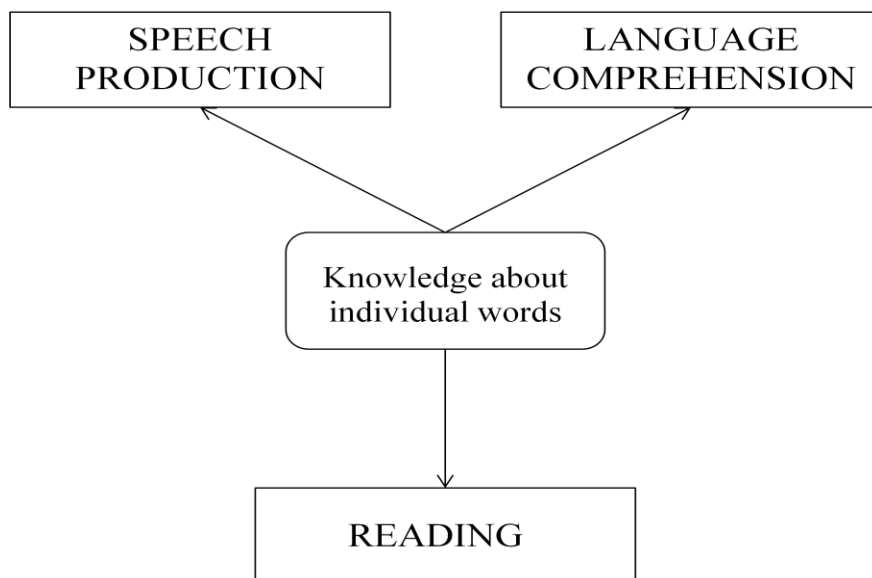 SPEECH
PRODUCTION
LANGUAGE
COMPREHENSION
Knowledge about
individual words
READING